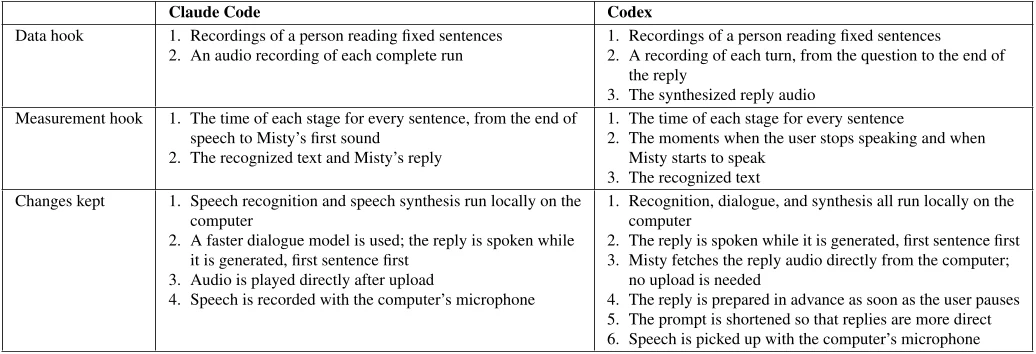 Claude Code
Codex
Data hook
1. Recordings of a person reading fixed sentences
2. An audio recording of each complete run
1. Recordings of a person reading fixed sentences
2. A recording of each turn, from the question to the end of
the reply
3. The synthesized reply audio
Measurement hook
1. The time of each stage for every sentence, from the end of
speech to Misty's first sound
2. The recognized text and Misty's reply
1. The time of each stage for every sentence
2. The moments when the user stops speaking and when
Misty starts to speak
3. The recognized text
Changes kept
1. Speech recognition and speech synthesis run locally on the
computer
2. A faster dialogue model is used; the reply is spoken while
it is generated, first sentence first
3. Audio is played directly after upload
4. Speech is recorded with the computer's microphone
1. Recognition, dialogue, and synthesis all run locally on the
computer
2. The reply is spoken while it is generated, first sentence first
3. Misty fetches the reply audio directly from the computer;
no upload is needed
4. The reply is prepared in advance as soon as the user pauses
5. The prompt is shortened so that replies are more direct
6. Speech is picked up with the computer's microphone